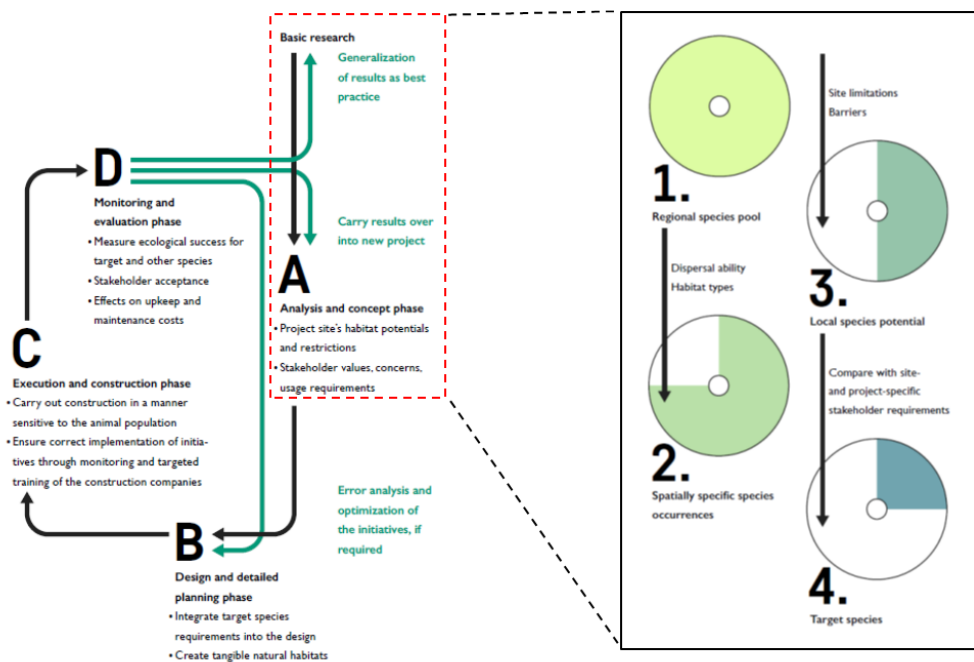 Basic research
Generalization
of results as best
practice
Carry results over
into new project
A
Analysis and concept phase
• Project site's habitat potentials
and restrictions
• Stakeholder values, concerns,
usage requirements
D
Monitoring and
evaluation phase
• Measure ecological success for
target and other species
• Stakeholder acceptance
• Effects on upkeep and
maintenance costs
C
Execution and construction phase
• Carry out construction in a manner
sensitive to the animal population
• Ensure correct implementation of initia-
tives through monitoring and targeted
training of the construction companies
Error analysis and
optimization of
the initiatives, if
required
B
Design and detailed
planning phase
• Integrate target species
requirements into the design
• Create tangible natural habitats
1.
Regional species pool
Dispersal ability
Habitat types
2.
Spatially specific species
occurrences
Site limitations
Barriers
3.
Local species potential
Compare with site-
and project-specific
stakeholder requirements
4.
Target species